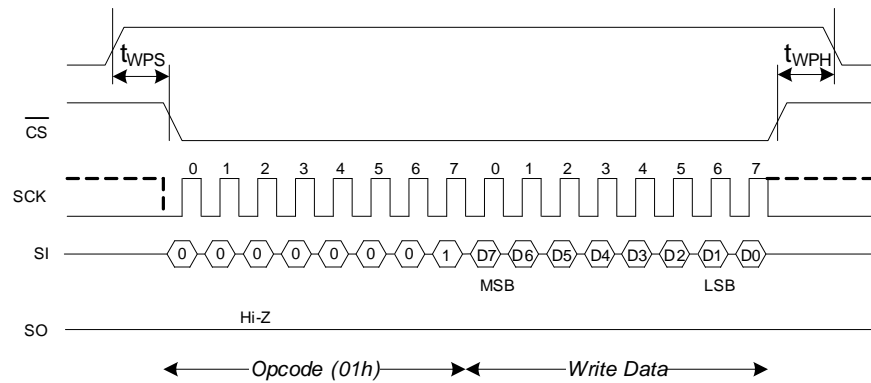 tWPS
tWPH
CS
0 1 2 3 4 5 6 7 0 1 2 3 4 5 6 7
SCK
SI 0 0 0 0 0 0 0 1 D7 D6 D5 D4 D3 D2 D1 D0
MSB LSB
Hi-Z
SO
Opcode (01h) Write Data